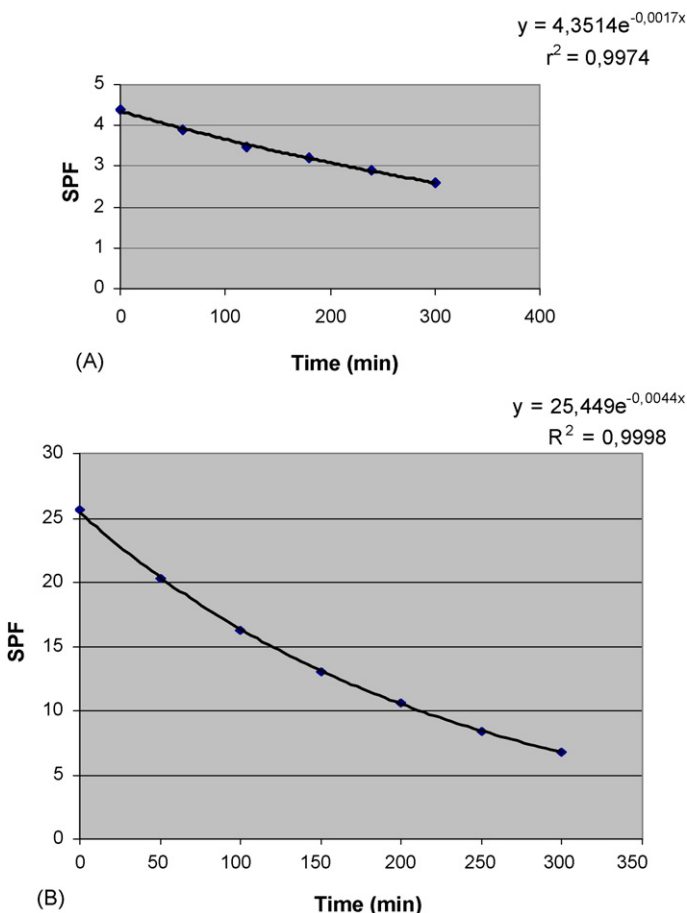 y = 4,3514e^-0,0017x
r² = 0,9974
5
4
3
2
1
0
SPF
0 100 200 300 400
Time (min)
(A)
y = 25,449e^-0,0044x
R² = 0,9998
30
25
20
15
10
5
0
SPF
0 50 100 150 200 250 300 350
Time (min)
(B)